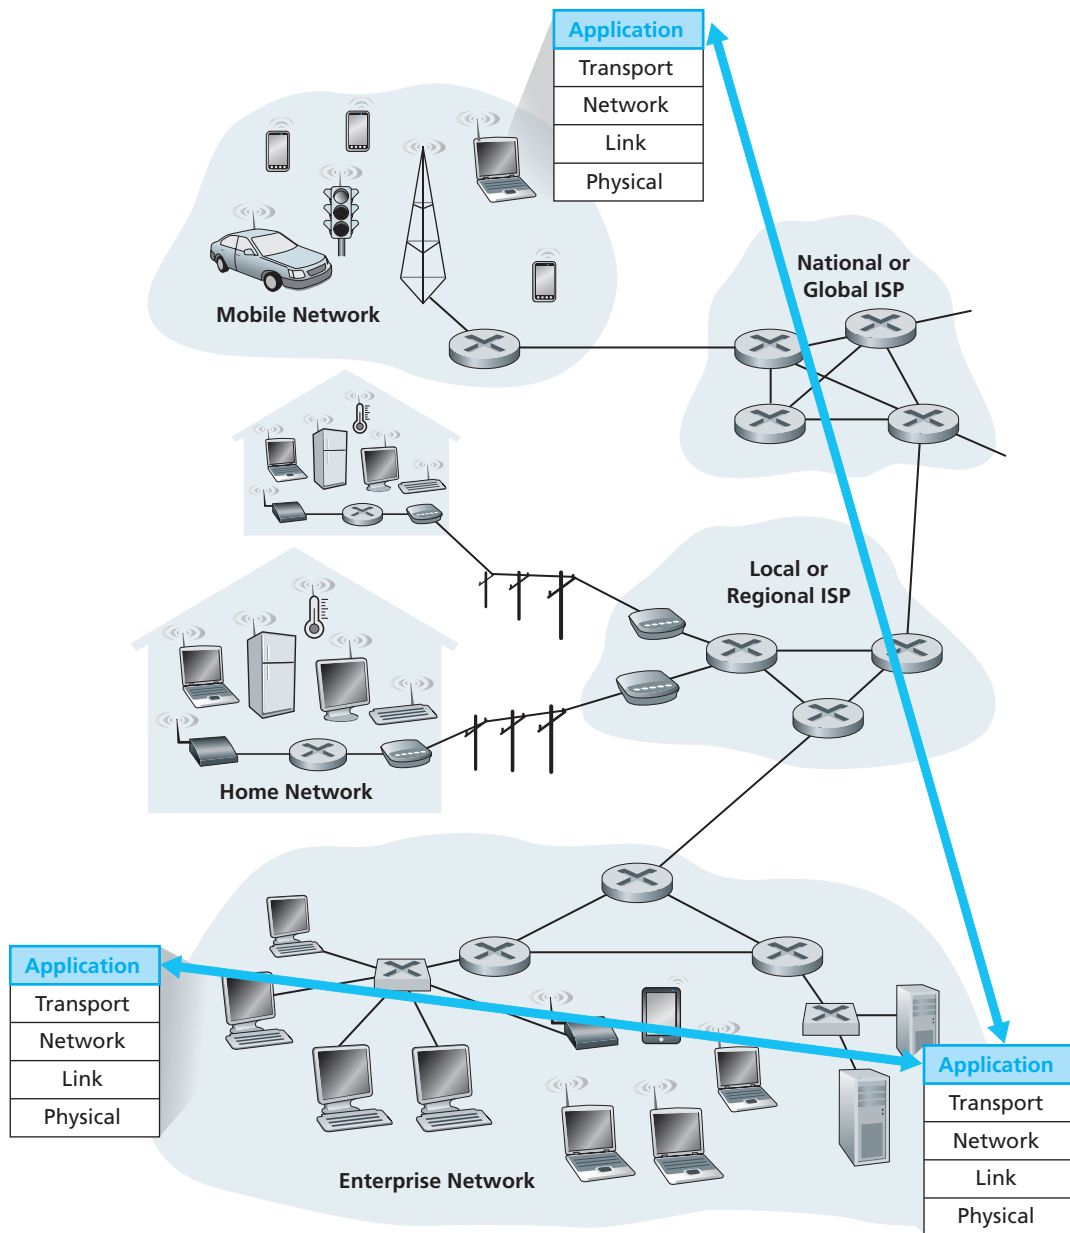 Application
Transport
Network
Link
Physical
National or
Global ISP
Mobile Network
Local or
Regional ISP
Home Network
Application
Transport
Network
Link
Physical
Application
Transport
Network
Link
Physical
Enterprise Network